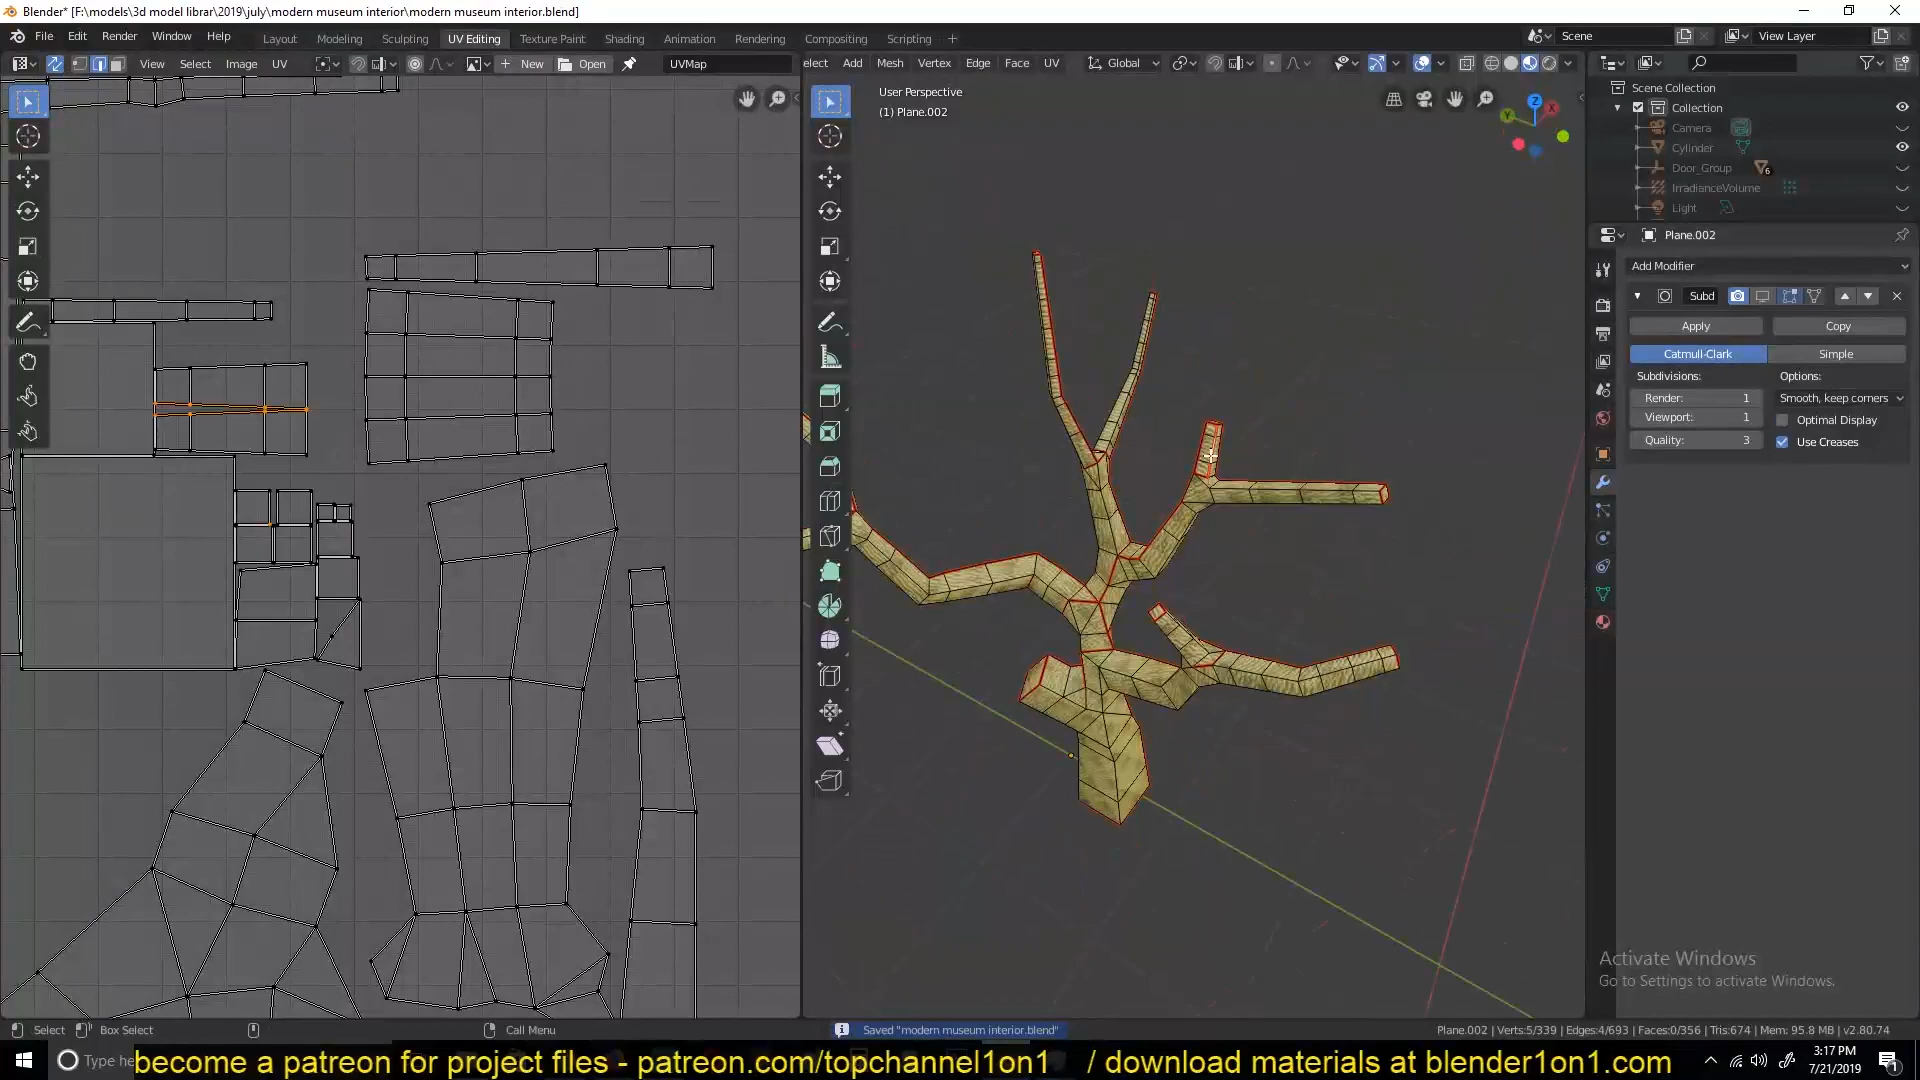 Blender* [F:\models\3d model librar\2019\july\modern museum interior\modern museum interior.blend]
File Edit Render Window Help
Layout Modeling Sculpting UV Editing Texture Paint Shading Animation Rendering Compositing Scripting +
Scene
View Layer
View Select Image UV
New
Open
UVMap
elect Add Mesh Vertex Edge Face UV
Global
User Perspective
(1) Plane.002
Scene Collection
Collection
Camera
Cylinder
Door_Group
6
IrradianceVolume
Light
Plane.002
Add Modifier
Subd
Apply
Copy
Catmull-Clark
Simple
Subdivisions:
Options:
Render: 1
Smooth, keep corners
Viewport: 1
Optimal Display
Quality: 3
Use Creases
Z
X
Y
Activate Windows
Go to Settings to activate Windows.
Select
Box Select
Call Menu
Saved "modern museum interior.blend"
Plane.002 | Verts:5/339 | Edges:4/693 | Faces:0/356 | Tris:674 | Mem: 95.8 MB | v2.80.74
Type he
become a patreon for project files - patreon.com/topchannel1on1 / download materials at blender1on1.com
3:17 PM
7/21/2019
1